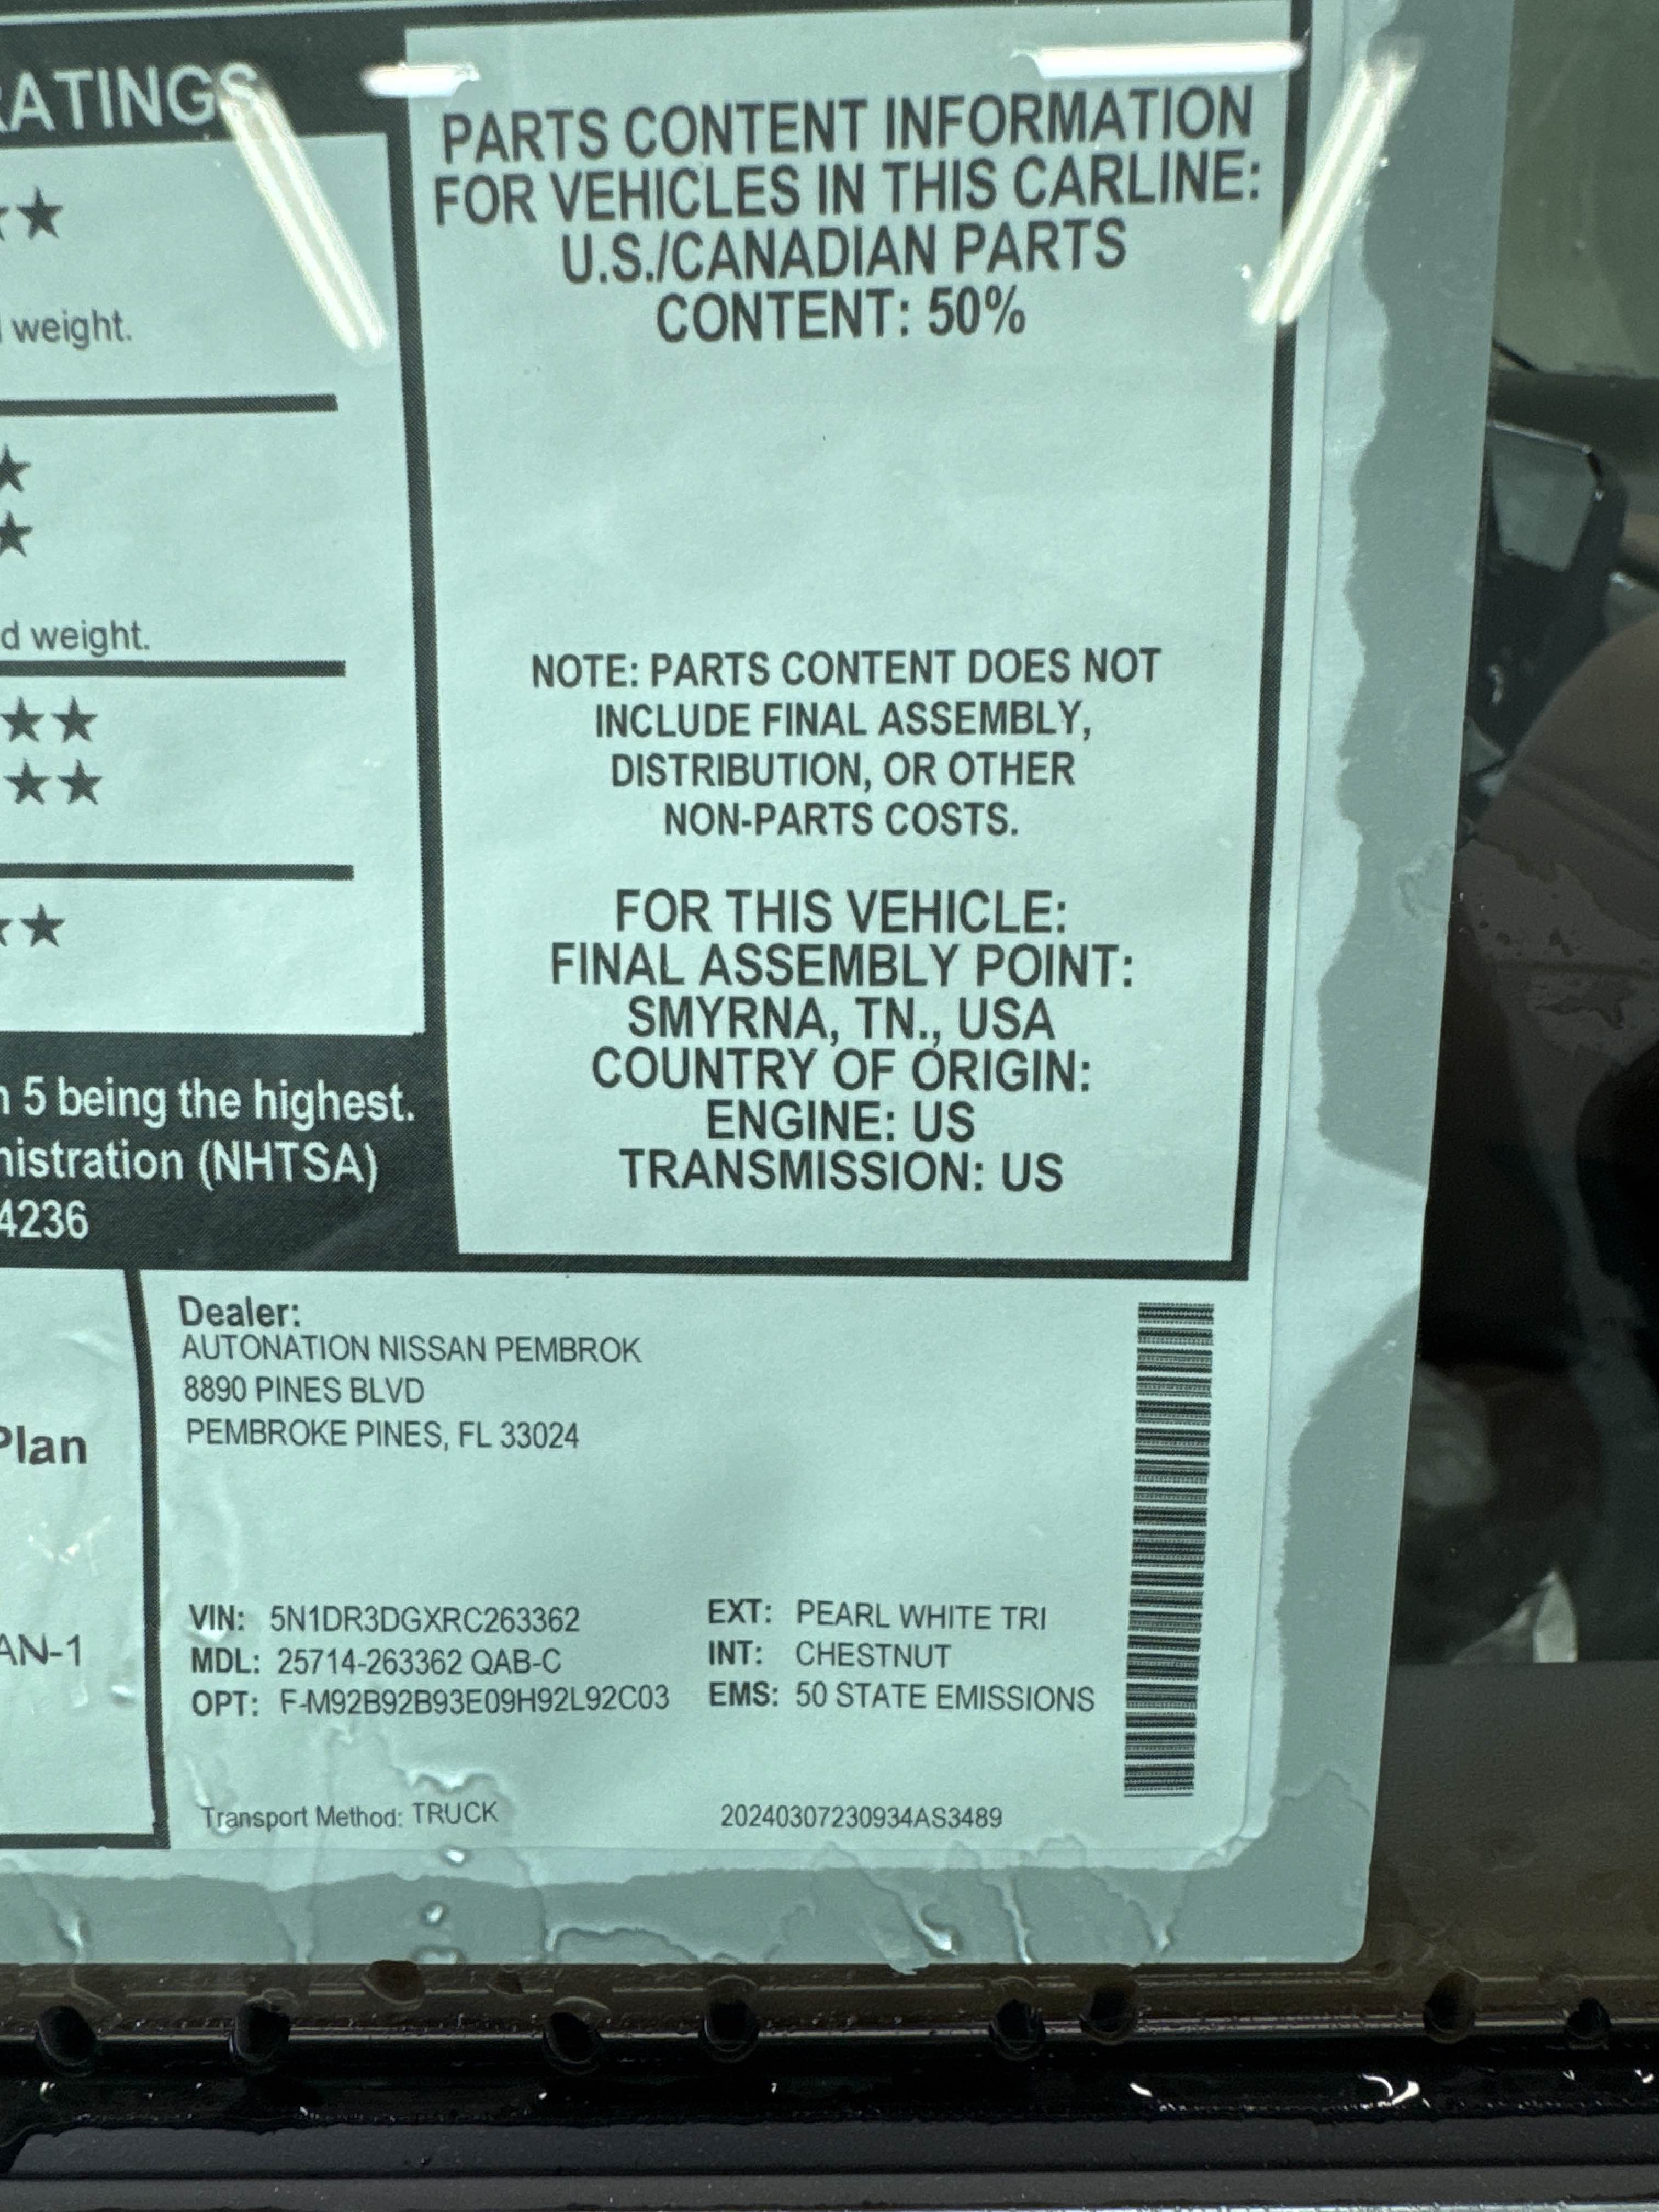 RATINGS
★★
weight.
★
★
d weight.
★★
★★
★★
5 being the highest.
(NHTSA)
4236
PARTS CONTENT INFORMATION
FOR VEHICLES IN THIS CARLINE:
U.S./CANADIAN PARTS
CONTENT: 50%
NOTE: PARTS CONTENT DOES NOT
INCLUDE FINAL ASSEMBLY,
DISTRIBUTION, OR OTHER
NON-PARTS COSTS.
FOR THIS VEHICLE:
FINAL ASSEMBLY POINT:
SMYRNA, TN., USA
COUNTRY OF ORIGIN:
ENGINE: US
TRANSMISSION: US
Plan
AN-1
Dealer:
AUTONATION NISSAN PEMBROK
8890 PINES BLVD
PEMBROKE PINES, FL 33024
VIN: 5N1DR3DGXRC263362
MDL: 25714-263362 QAB-C
OPT: F-M92B92B93E09H92L92C03
EXT: PEARL WHITE TRI
INT: CHESTNUT
EMS: 50 STATE EMISSIONS
Transport Method: TRUCK
20240307230934AS3489